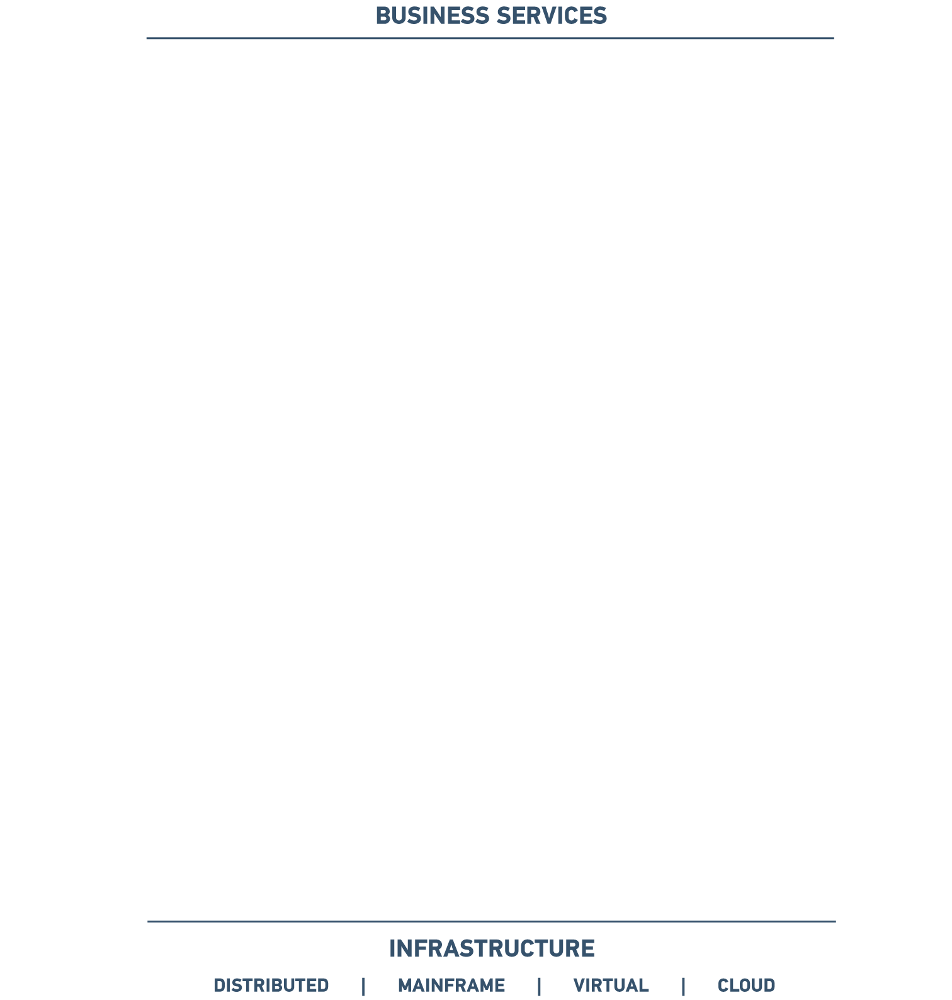 BUSINESS SERVICES
INFRASTRUCTURE
DISTRIBUTED | MAINFRAME | VIRTUAL | CLOUD